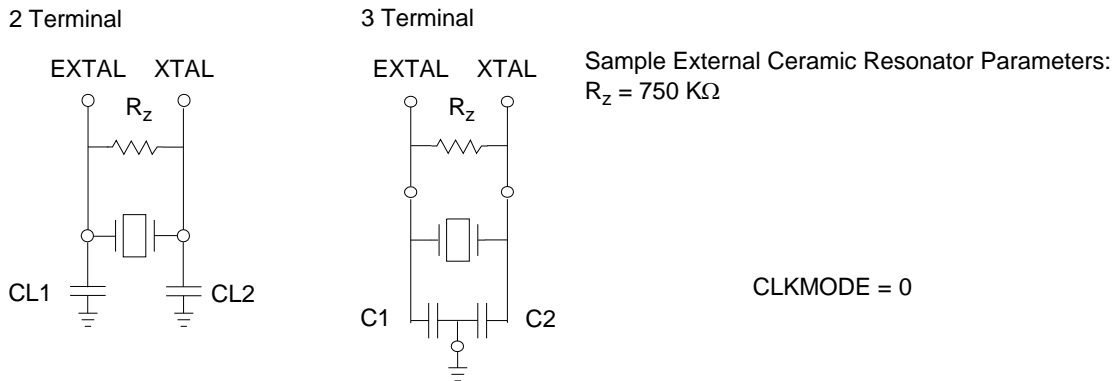 2 Terminal
EXTAL XTAL
Rz
CL1
CL2
3 Terminal
EXTAL XTAL
Rz
C1
C2
Sample External Ceramic Resonator Parameters:
Rz = 750 KΩ
CLKMODE = 0